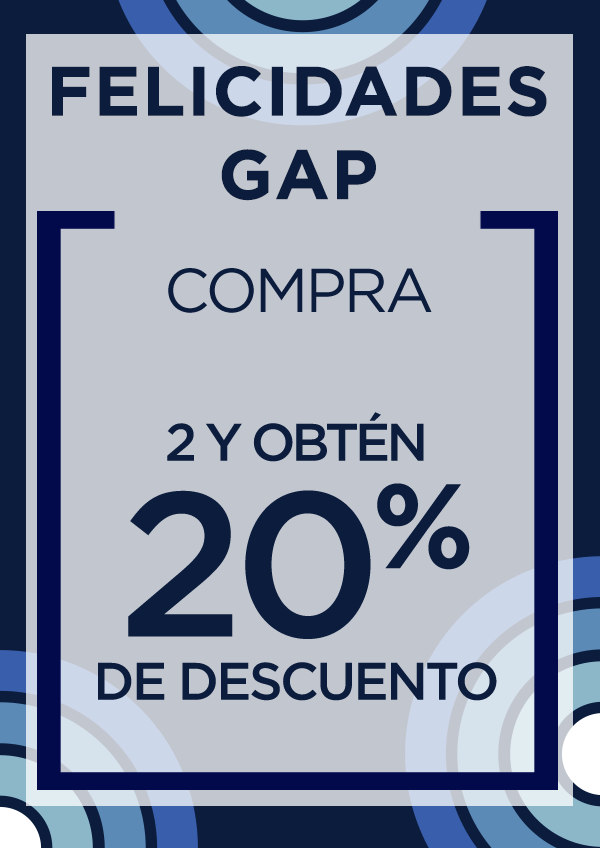 FELICIDADES
GAP
COMPRA
2 Y OBTÉN
20%
DE DESCUENTO